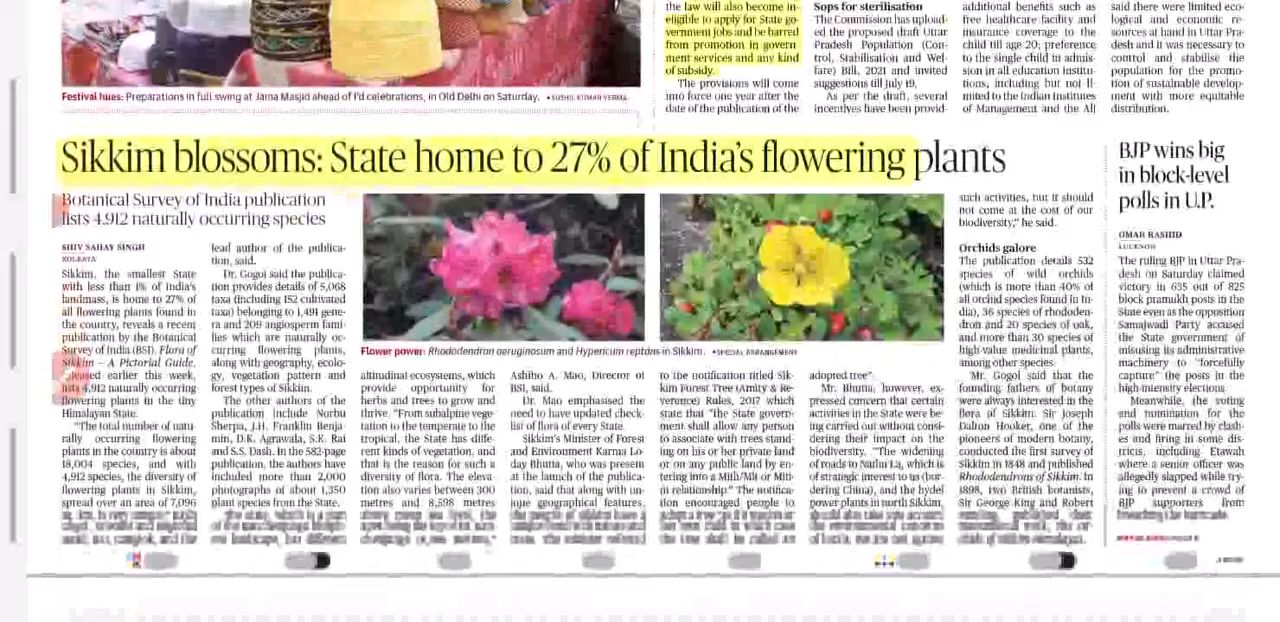 the law will also become in-
eligible to apply for State go-
vernment jobs and be barred
from promotion in govern-
ment services and any kind
of subsidy.
The provisions will come
into force one year after the
date of the publication of the
Sops for sterilisation
The Commission has upload-
ed the proposed draft Uttar
Pradesh Population (Con-
trol, Stabilisation and Wel-
fare) Bill, 2021 and invited
suggestions till July 19.
As per the draft, several
incentives have been provid-
additional benefits such as
free healthcare facility and
insurance coverage to the
child till age 20; preference
to the single child in admis-
sion in all education institu-
tions, including but not li-
mited to the Indian Institutes
of Management and the All
said there were limited eco-
logical and economic re-
sources at hand in Uttar Pra-
desh and it was necessary to
control and stabilise the
population for the promo-
tion of sustainable develop-
ment with more equitable
distribution.
Festival hues: Preparations in full swing at Jama Masjid ahead of I'd celebrations, in Old Delhi on Saturday. • SUSHIL KUMAR VERMA
Sikkim blossoms: State home to 27% of India's flowering plants
Botanical Survey of India publication
lists 4,912 naturally occurring species
SHIV SAHAY SINGH
KOLKATA
Sikkim, the smallest State
with less than 1% of India's
landmass, is home to 27% of
all flowering plants found in
the country, reveals a recent
publication by the Botanical
Survey of India (BSI). Flora of
Sikkim – A Pictorial Guide,
released earlier this week,
lists 4,912 naturally occurring
flowering plants in the tiny
Himalayan State.
"The total number of natu-
rally occurring flowering
plants in the country is about
18,004 species, and with
4,912 species, the diversity of
flowering plants in Sikkim,
spread over an area of 7,096
lead author of the publica-
tion, said.
Dr. Gogoi said the publica-
tion provides details of 5,068
taxa (including 152 cultivated
taxa) belonging to 1,491 gene-
ra and 209 angiosperm fami-
lies which are naturally oc-
curring flowering plants,
along with geography, ecolo-
gy, vegetation pattern and
forest types of Sikkim.
The other authors of the
publication include Norbu
Sherpa, J.H. Franklin Benja-
min, D.K. Agrawala, S.K. Rai
and S.S. Dash. In the 582-page
publication, the authors have
included more than 2,000
photographs of about 1,350
plant species from the State.
Flower power: Rhododendron aeruginosum and Hypericum reptans in Sikkim. • SPECIAL ARRANGEMENT
altitudinal ecosystems, which
provide opportunity for
herbs and trees to grow and
thrive. "From subalpine vege-
tation to the temperate to the
tropical, the State has diffe-
rent kinds of vegetation, and
that is the reason for such a
diversity of flora. The eleva-
tion also varies between 300
metres and 8,598 metres
Ashiho A. Mao, Director of
BSI, said.
Dr. Mao emphasised the
need to have updated check-
list of flora of every State.
Sikkim's Minister of Forest
and Environment Karma Lo-
day Bhutia, who was present
at the launch of the publica-
tion, said that along with un-
ique geographical features,
to the notification titled Sik-
kim Forest Tree (Amity & Re-
verence) Rules, 2017 which
state that "the State govern-
ment shall allow any person
to associate with trees stand-
ing on his or her private land
or on any public land by en-
tering into a Mith/Mit or Mit-
ini relationship." The notifica-
tion encouraged people to
adopted tree".
Mr. Bhutia, however, ex-
pressed concern that certain
activities in the State were be-
ing carried out without consi-
dering their impact on the
biodiversity. "The widening
of roads to Nathu La, which is
of strategic interest to us (bor-
dering China), and the hydel
power plants in north Sikkim,
such activities, but it should
not come at the cost of our
biodiversity," he said.
Orchids galore
The publication details 532
species of wild orchids
(which is more than 40% of
all orchid species found in In-
dia), 36 species of rhododen-
dron and 20 species of oak,
and more than 30 species of
high-value medicinal plants,
among other species.
Mr. Gogoi said that the
founding fathers of botany
were always interested in the
flora of Sikkim. Sir Joseph
Dalton Hooker, one of the
pioneers of modern botany,
conducted the first survey of
Sikkim in 1848 and published
Rhododendrons of Sikkim. In
1898, two British botanists,
Sir George King and Robert
BJP wins big
in block-level
polls in U.P.
OMAR RASHID
LUCKNOW
The ruling BJP in Uttar Pra-
desh on Saturday claimed
victory in 635 out of 825
block pramukh posts in the
State even as the opposition
Samajwadi Party accused
the State government of
misusing its administrative
machinery to "forcefully
capture" the posts in the
high-intensity elections.
Meanwhile, the voting
and nomination for the
polls were marred by clash-
es and firing in some dis-
tricts, including Etawah
where a senior officer was
allegedly slapped while try-
ing to prevent a crowd of
BJP supporters from